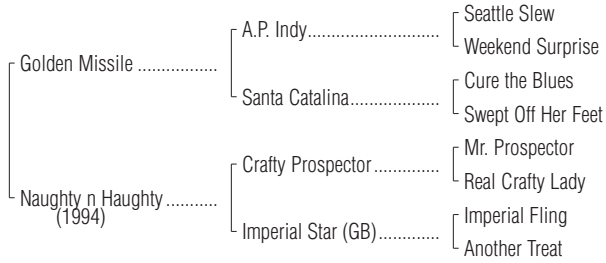 Seattle Slew
A.P. Indy..............................
Weekend Surprise
Golden Missile ..................
Cure the Blues
Santa Catalina.....................
Swept Off Her Feet
Mr. Prospector
Crafty Prospector...............
Real Crafty Lady
Naughty n Haughty ...........
(1994)
Imperial Fling
Imperial Star (GB)..............
Another Treat